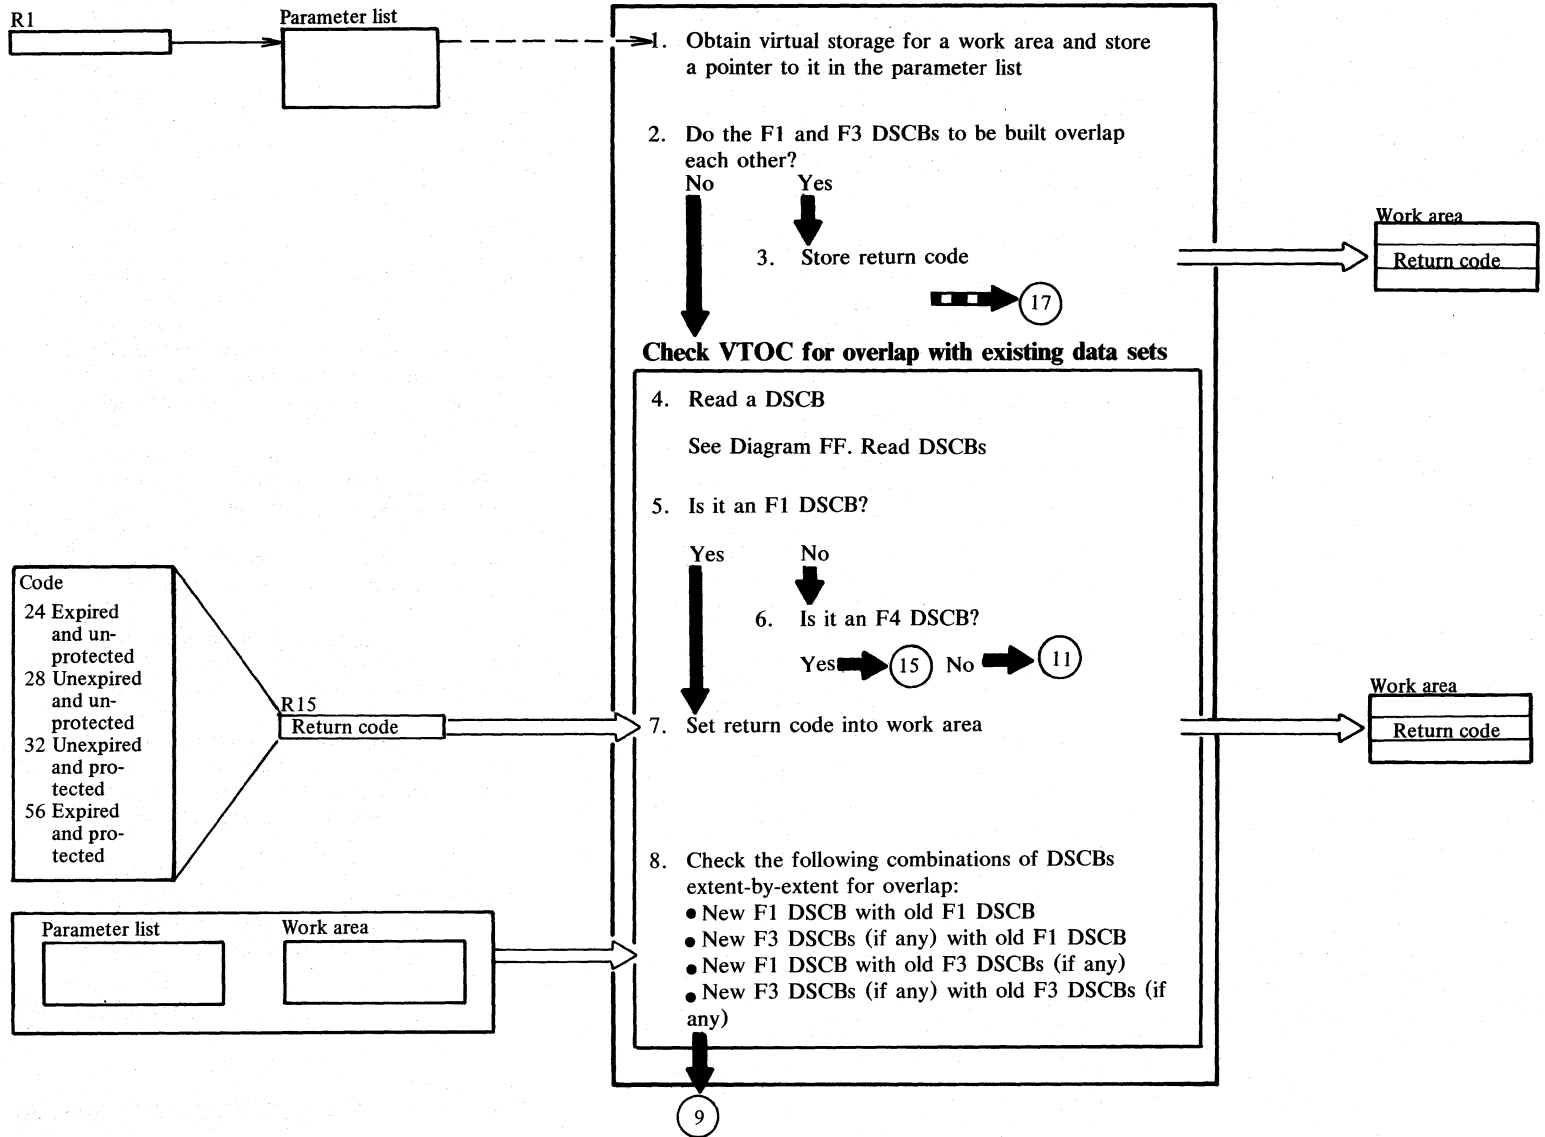 R1
Parameter list
1. Obtain virtual storage for a work area and store
a pointer to it in the parameter list
2. Do the F1 and F3 DSCBs to be built overlap
each other?
No Yes
3. Store return code
17
Work area
Return code
Check VTOC for overlap with existing data sets
4. Read a DSCB
See Diagram FF. Read DSCBs
5. Is it an F1 DSCB?
Yes No
6. Is it an F4 DSCB?
Yes 15 No 11
Code
24 Expired
and un-
protected
28 Unexpired
and un-
protected
32 Unexpired
and pro-
tected
56 Expired
and pro-
tected
R15
Return code
7. Set return code into work area
Work area
Return code
8. Check the following combinations of DSCBs
extent-by-extent for overlap:
• New F1 DSCB with old F1 DSCB
• New F3 DSCBs (if any) with old F1 DSCB
• New F1 DSCB with old F3 DSCBs (if any)
• New F3 DSCBs (if any) with old F3 DSCBs (if
any)
Parameter list
Work area
9